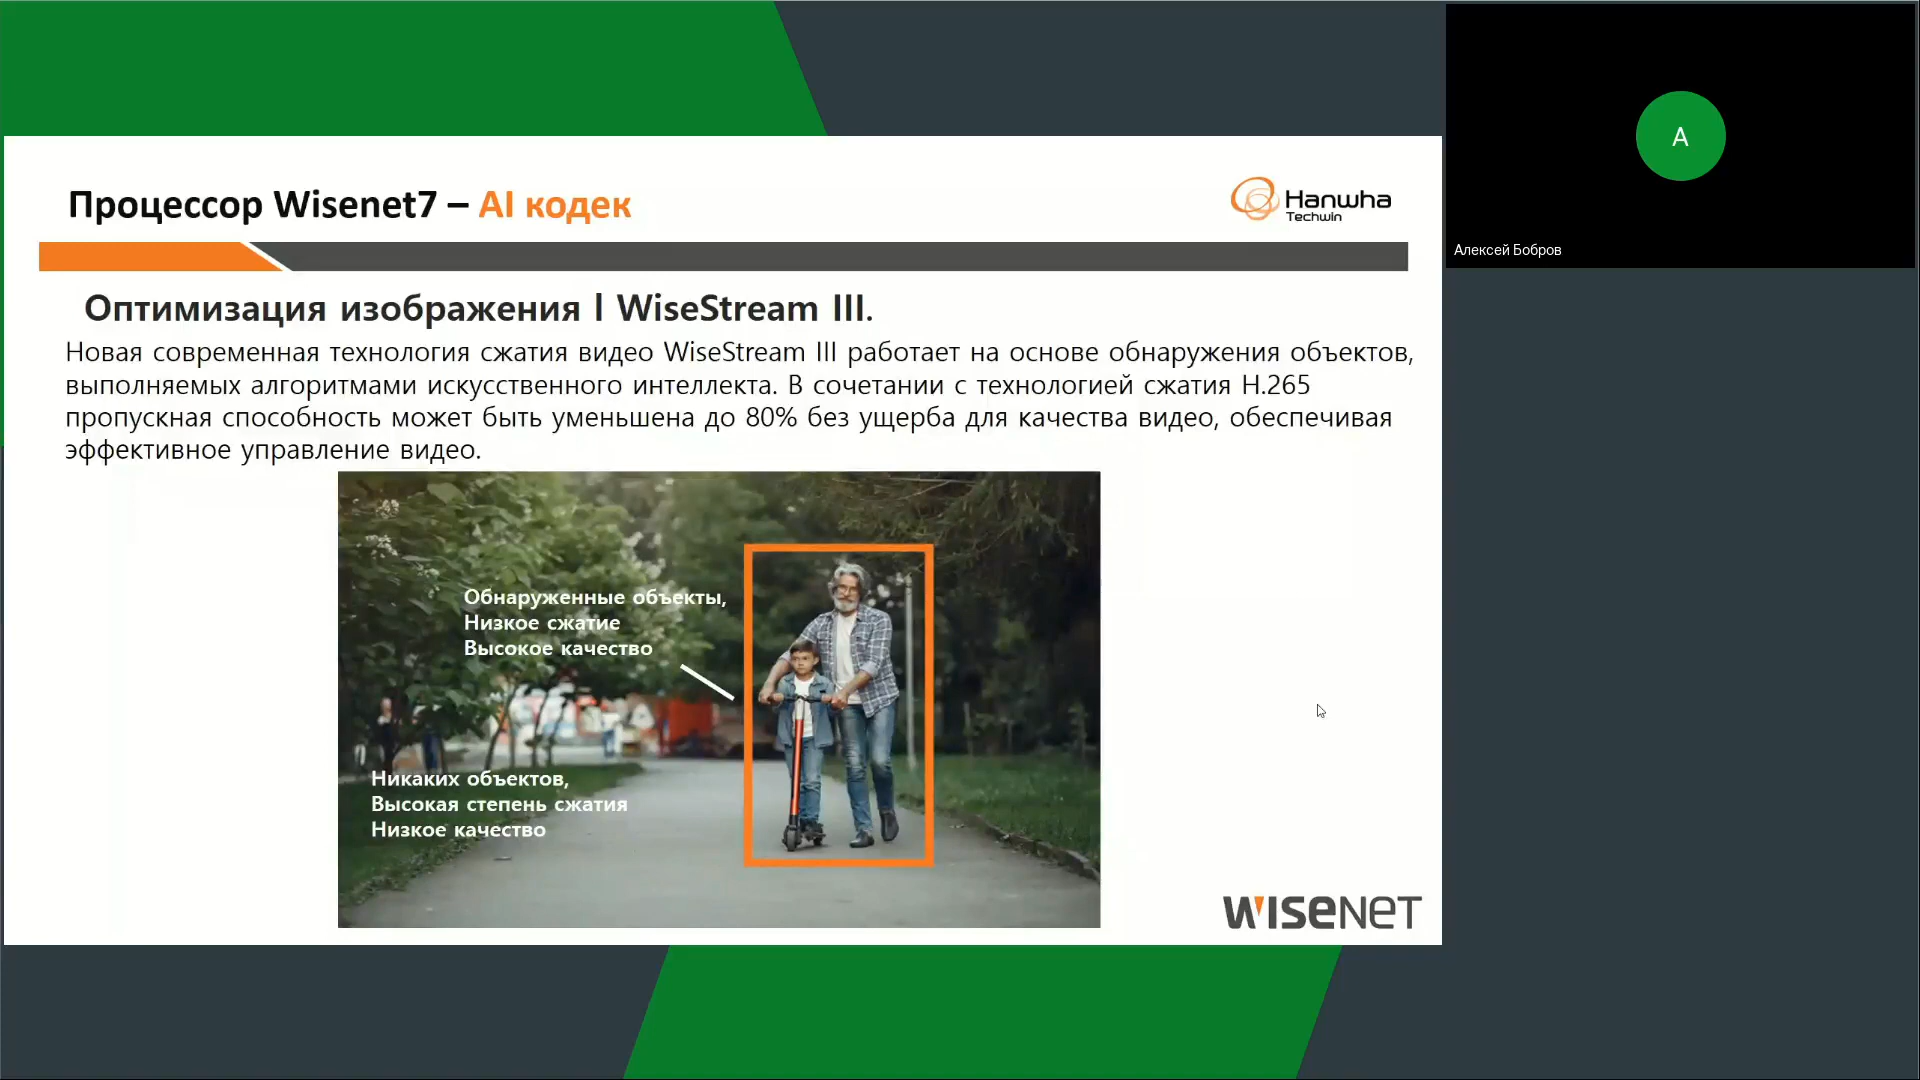 Процессор Wisenet7 – AI кодек
Hanwha
Techwin
A
Алексей Бобров
Оптимизация изображения l WiseStream III.
Новая современная технология сжатия видео WiseStream III работает на основе обнаружения объектов,
выполняемых алгоритмами искусственного интеллекта. В сочетании с технологией сжатия H.265
пропускная способность может быть уменьшена до 80% без ущерба для качества видео, обеспечивая
эффективное управление видео.
Обнаруженные объекты,
Низкое сжатие
Высокое качество
Никаких объектов,
Высокая степень сжатия
Низкое качество
WISENET